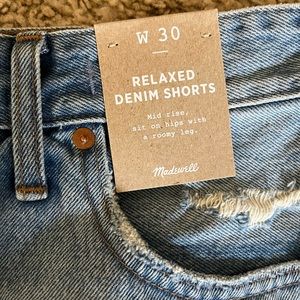 W 30
RELAXED
DENIM SHORTS
Mid rise,
sit on hips with
a roomy leg.
Madewell